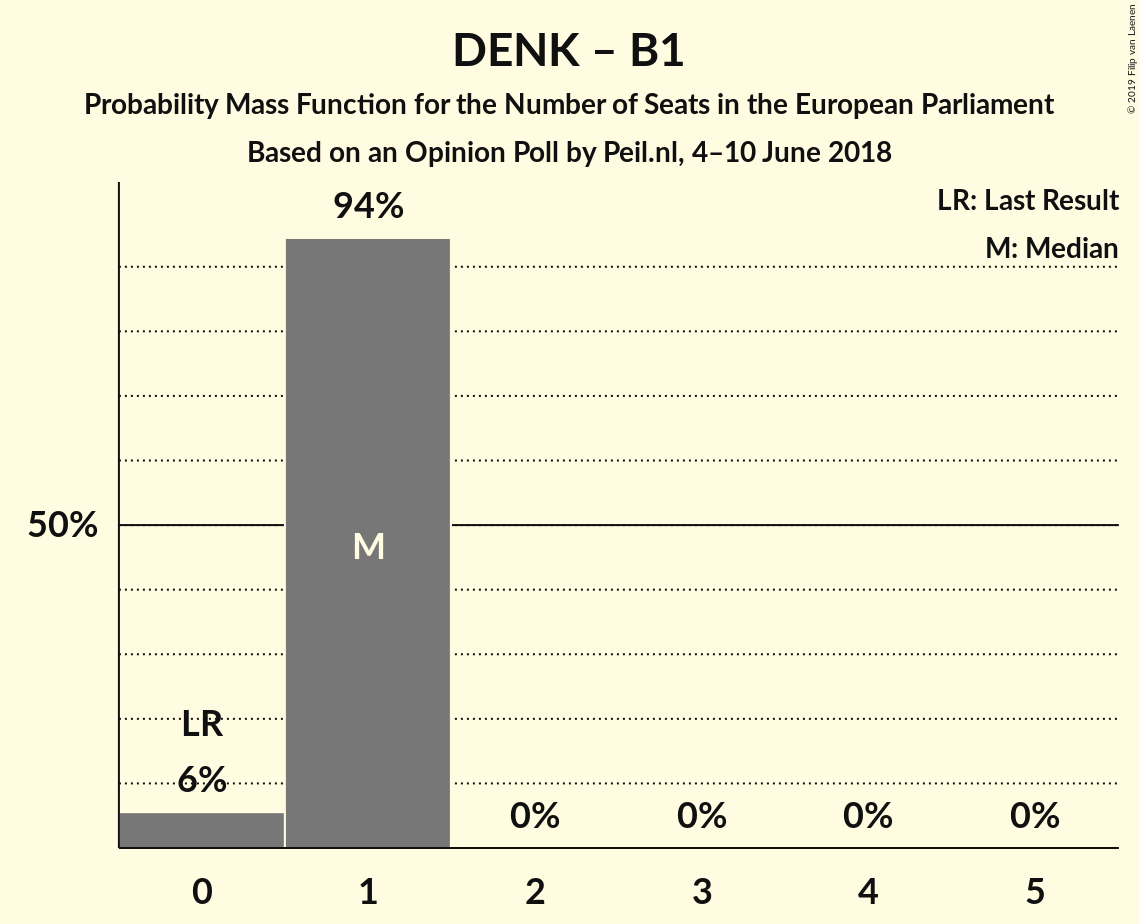 DENK – B1
Probability Mass Function for the Number of Seats in the European Parliament
Based on an Opinion Poll by Peil.nl, 4–10 June 2018
© 2019 Filip van Laenen
LR: Last Result
M: Median
94%
50%
M
LR
6%
0%
0%
0%
0%
0
1
2
3
4
5